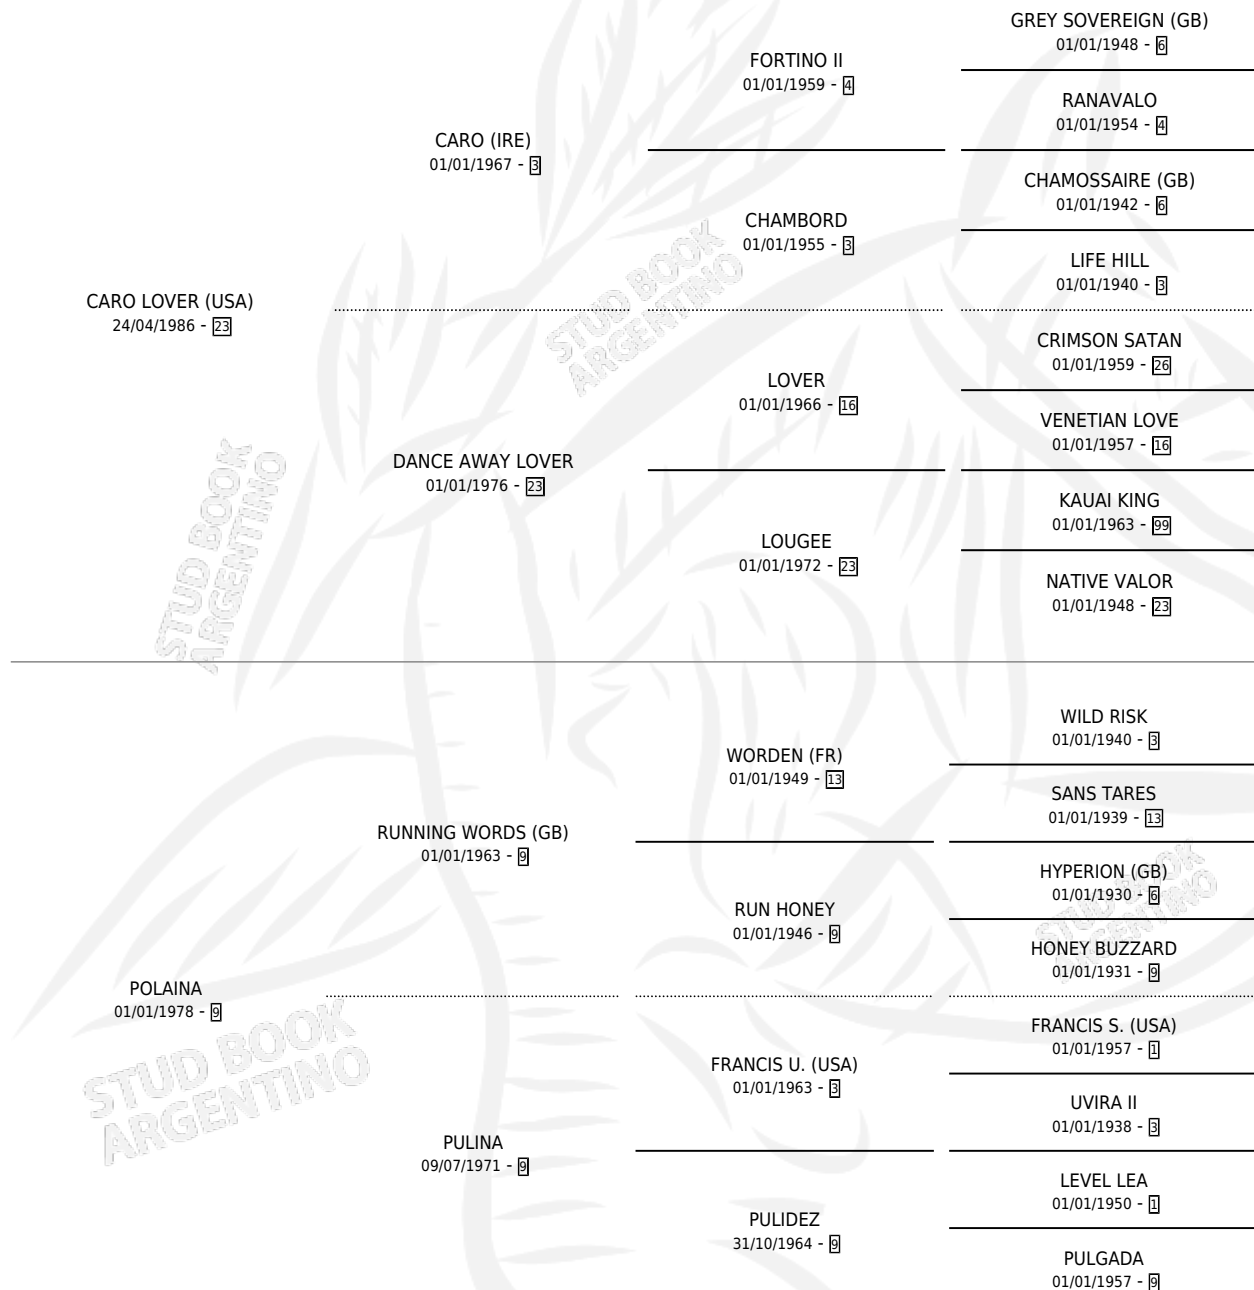 GREY SOVEREIGN (GB)
01/01/1948 - 6
FORTINO II
01/01/1959 - 4
RANAVALO
01/01/1954 - 4
CARO (IRE)
01/01/1967 - 3
CHAMOSSAIRE (GB)
01/01/1942 - 6
CHAMBORD
01/01/1955 - 3
LIFE HILL
01/01/1940 - 3
CARO LOVER (USA)
24/04/1986 - 23
CRIMSON SATAN
01/01/1959 - 26
LOVER
01/01/1966 - 16
VENETIAN LOVE
01/01/1957 - 16
DANCE AWAY LOVER
01/01/1976 - 23
KAUAI KING
01/01/1963 - 99
LOUGEE
01/01/1972 - 23
NATIVE VALOR
01/01/1948 - 23
WILD RISK
01/01/1940 - 3
WORDEN (FR)
01/01/1949 - 13
SANS TARES
01/01/1939 - 13
RUNNING WORDS (GB)
01/01/1963 - 9
HYPERION (GB)
01/01/1930 - 6
RUN HONEY
01/01/1946 - 9
HONEY BUZZARD
01/01/1931 - 9
POLAINA
01/01/1978 - 9
FRANCIS S. (USA)
01/01/1957 - 1
FRANCIS U. (USA)
01/01/1963 - 3
UVIRA II
01/01/1938 - 3
PULINA
09/07/1971 - 9
LEVEL LEA
01/01/1950 - 1
PULIDEZ
31/10/1964 - 9
PULGADA
01/01/1957 - 9
STUD BOOK
ARGENTINO
STUD BOOK
ARGENTINO
STUD BOOK
ARGENTINO
STUD BOOK
ARGENTINO